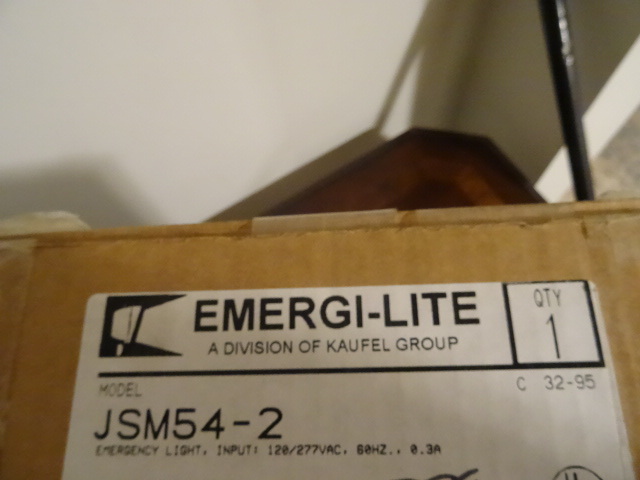 EMERGI-LITE
A DIVISION OF KAUFEL GROUP
QTY
1
C 32-95
MODEL
JSM54-2
EMERGENCY LIGHT, INPUT: 120/277VAC, 60HZ., 0.3A